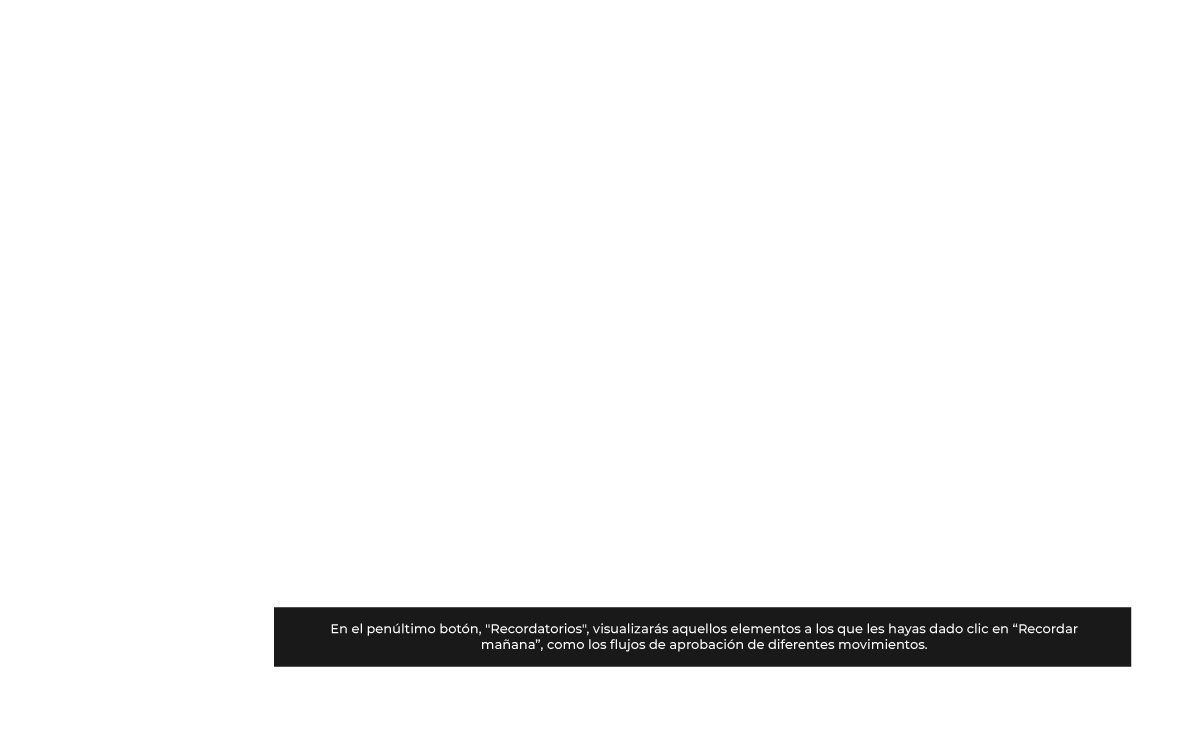 En el penúltimo botón, "Recordatorios", visualizarás aquellos elementos a los que les hayas dado clic en “Recordar
mañana”, como los flujos de aprobación de diferentes movimientos.